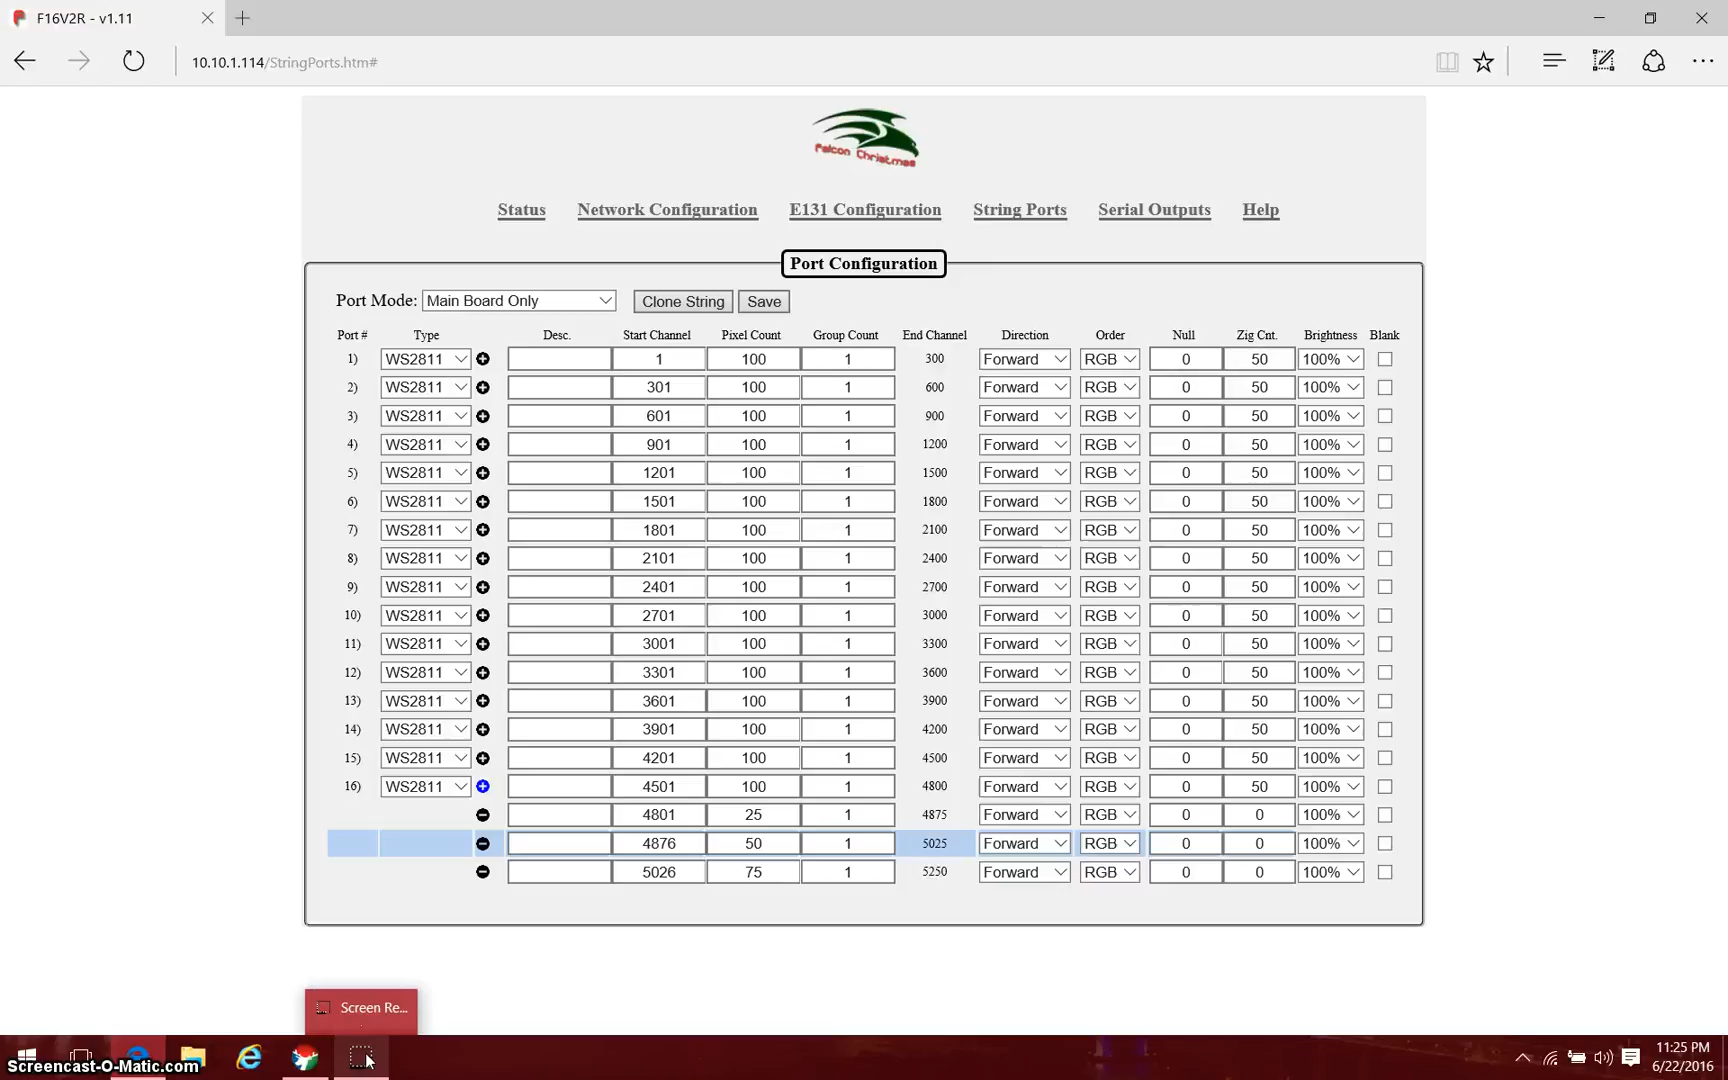 F16V2R - v1.11
10.10.1.114/StringPorts.htm#
Falcon Christmas
Status Network Configuration E131 Configuration String Ports Serial Outputs Help
Port Configuration
Port Mode: Main Board Only Clone String Save
Port # Type Desc. Start Channel Pixel Count Group Count End Channel Direction Order Null Zig Cnt. Brightness Blank
1) WS2811 1 100 1 300 Forward RGB 0 50 100%
2) WS2811 301 100 1 600 Forward RGB 0 50 100%
3) WS2811 601 100 1 900 Forward RGB 0 50 100%
4) WS2811 901 100 1 1200 Forward RGB 0 50 100%
5) WS2811 1201 100 1 1500 Forward RGB 0 50 100%
6) WS2811 1501 100 1 1800 Forward RGB 0 50 100%
7) WS2811 1801 100 1 2100 Forward RGB 0 50 100%
8) WS2811 2101 100 1 2400 Forward RGB 0 50 100%
9) WS2811 2401 100 1 2700 Forward RGB 0 50 100%
10) WS2811 2701 100 1 3000 Forward RGB 0 50 100%
11) WS2811 3001 100 1 3300 Forward RGB 0 50 100%
12) WS2811 3301 100 1 3600 Forward RGB 0 50 100%
13) WS2811 3601 100 1 3900 Forward RGB 0 50 100%
14) WS2811 3901 100 1 4200 Forward RGB 0 50 100%
15) WS2811 4201 100 1 4500 Forward RGB 0 50 100%
16) WS2811 4501 100 1 4800 Forward RGB 0 50 100%
4801 25 1 4875 Forward RGB 0 0 100%
4876 50 1 5025 Forward RGB 0 0 100%
5026 75 1 5250 Forward RGB 0 0 100%
Screen Re...
Screencast-O-Matic.com
11:25 PM
6/22/2016